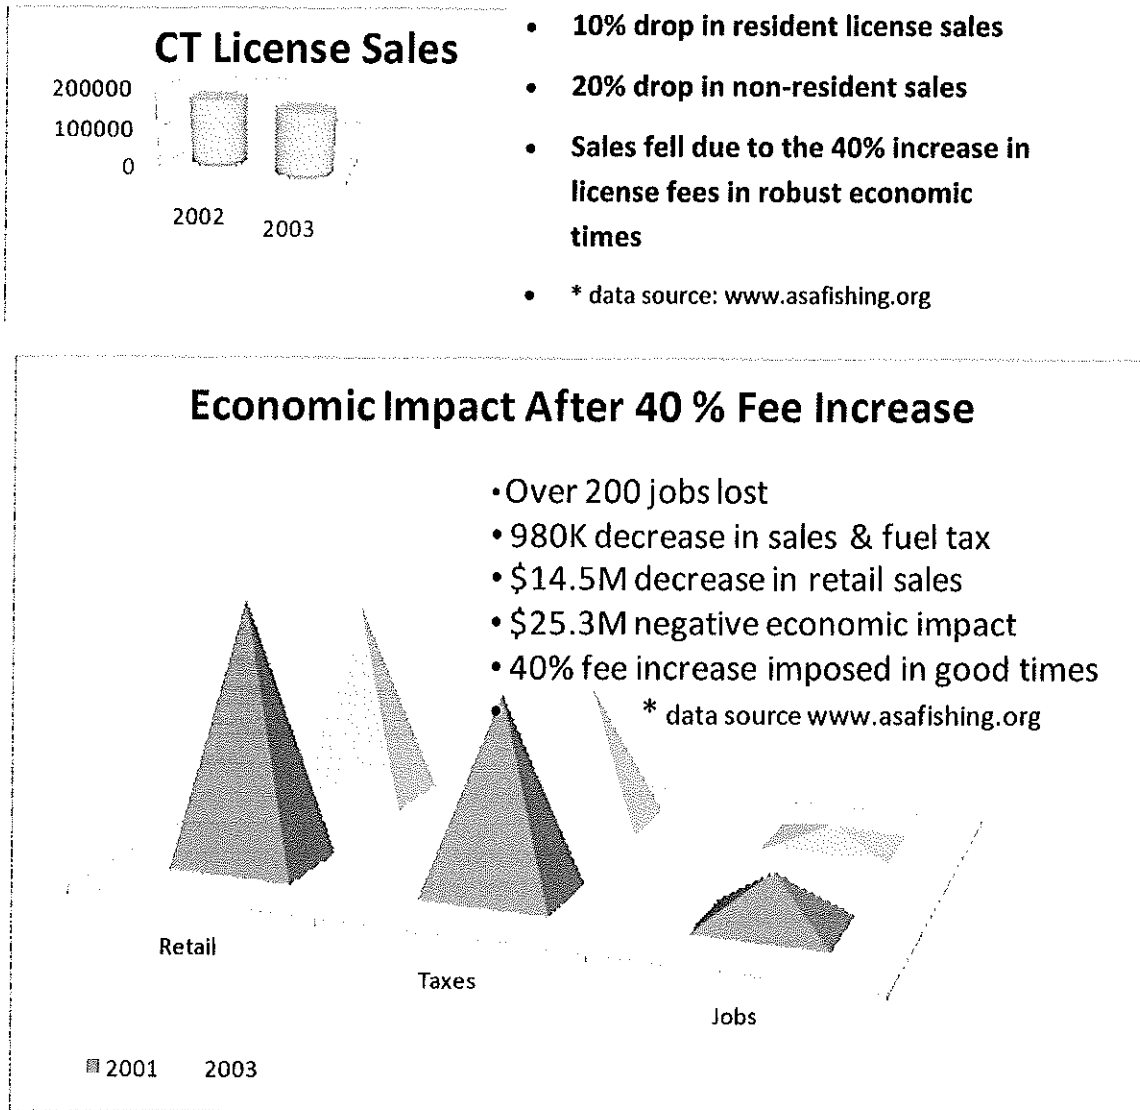 CT License Sales
200000
100000
0
2002
2003
• 10% drop in resident license sales
• 20% drop in non-resident sales
• Sales fell due to the 40% increase in
license fees in robust economic
times
• * data source: www.asafishing.org
Economic Impact After 40 % Fee Increase
• Over 200 jobs lost
• 980K decrease in sales & fuel tax
• $14.5M decrease in retail sales
• $25.3M negative economic impact
• 40% fee increase imposed in good times
• * data source www.asafishing.org
Retail
Taxes
Jobs
2001 2003